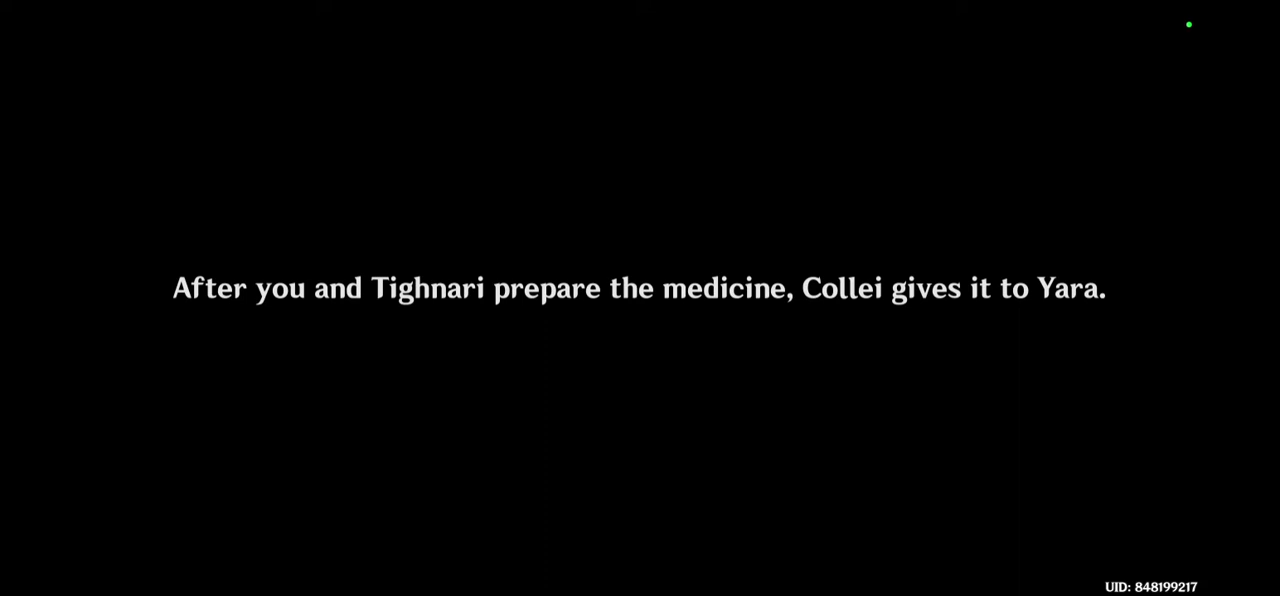 After you and Tighnari prepare the medicine, Collei gives it to Yara.
UID: 848199217